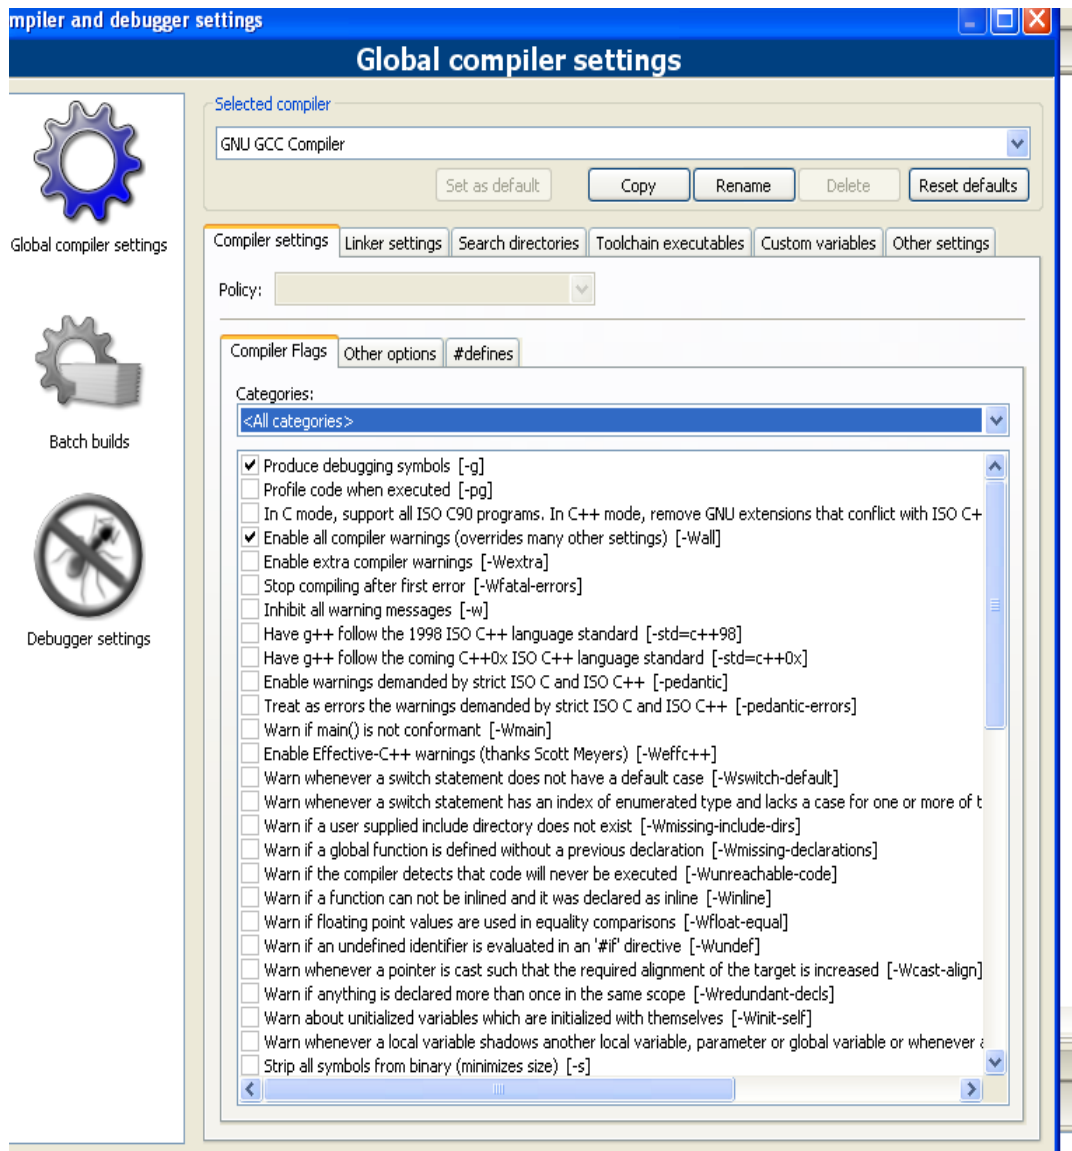 mpiler and debugger settings
Global compiler settings
Selected compiler
GNU GCC Compiler
Set as default Copy Rename Delete Reset defaults
Global compiler settings
Batch builds
Debugger settings
Compiler settings Linker settings Search directories Toolchain executables Custom variables Other settings
Policy:
Compiler Flags Other options #defines
Categories:
<All categories>
Produce debugging symbols [-g]
Profile code when executed [-pg]
In C mode, support all ISO C90 programs. In C++ mode, remove GNU extensions that conflict with ISO C+
Enable all compiler warnings (overrides many other settings) [-Wall]
Enable extra compiler warnings [-Wextra]
Stop compiling after first error [-Wfatal-errors]
Inhibit all warning messages [-w]
Have g++ follow the 1998 ISO C++ language standard [-std=c++98]
Have g++ follow the coming C++0x ISO C++ language standard [-std=c++0x]
Enable warnings demanded by strict ISO C and ISO C++ [-pedantic]
Treat as errors the warnings demanded by strict ISO C and ISO C++ [-pedantic-errors]
Warn if main() is not conformant [-Wmain]
Enable Effective-C++ warnings (thanks Scott Meyers) [-Weffc++]
Warn whenever a switch statement does not have a default case [-Wswitch-default]
Warn whenever a switch statement has an index of enumerated type and lacks a case for one or more of t
Warn if a user supplied include directory does not exist [-Wmissing-include-dirs]
Warn if a global function is defined without a previous declaration [-Wmissing-declarations]
Warn if the compiler detects that code will never be executed [-Wunreachable-code]
Warn if a function can not be inlined and it was declared as inline [-Winline]
Warn if floating point values are used in equality comparisons [-Wfloat-equal]
Warn if an undefined identifier is evaluated in an '#if' directive [-Wundef]
Warn whenever a pointer is cast such that the required alignment of the target is increased [-Wcast-align]
Warn if anything is declared more than once in the same scope [-Wredundant-decls]
Warn about unitialized variables which are initialized with themselves [-Winit-self]
Warn whenever a local variable shadows another local variable, parameter or global variable or whenever a
Strip all symbols from binary (minimizes size) [-s]